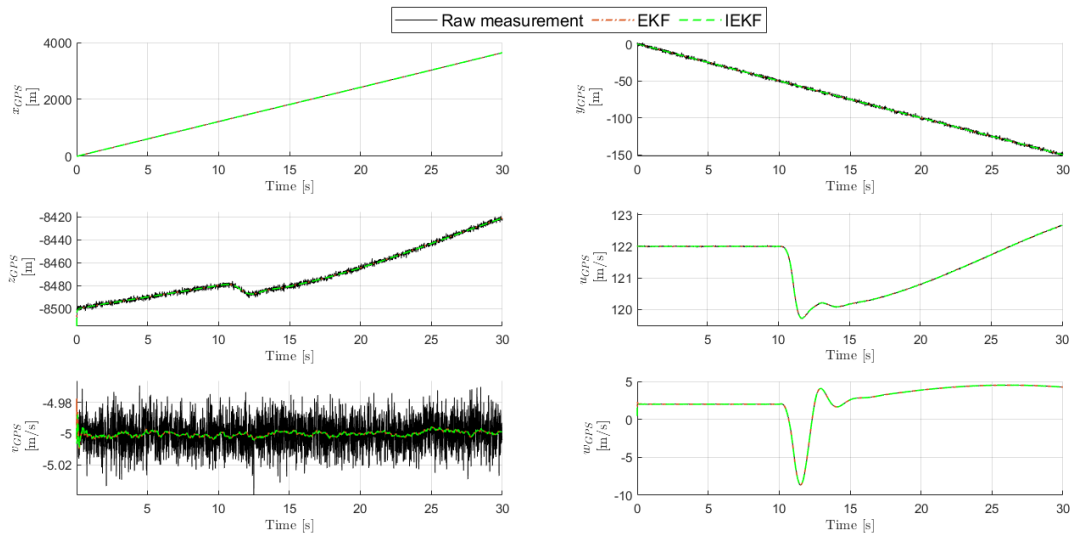 Raw measurement EKF IEKF
4000
2000
0
x_GPS
[m]
0 5 10 15 20 25 30
Time [s]
0
-50
-100
-150
y_GPS
[m]
0 5 10 15 20 25 30
Time [s]
-8420
-8440
-8460
-8480
-8500
z_GPS
[m]
0 5 10 15 20 25 30
Time [s]
123
122
121
120
u_GPS
[m/s]
0 5 10 15 20 25 30
Time [s]
-4.98
-5
-5.02
v_GPS
[m/s]
5 10 15 20 25 30
Time [s]
5
0
-5
-10
w_GPS
[m/s]
0 5 10 15 20 25 30
Time [s]